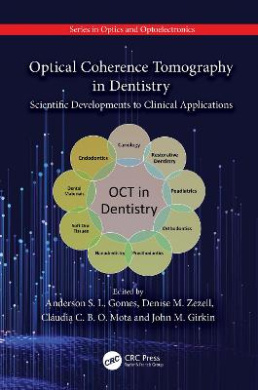 Series in Optics and Optoelectronics
Optical Coherence Tomography
in Dentistry
Scientific Developments to Clinical Applications
Cariology
Endodontics
Restorative
Dentistry
Dental
Materials
OCT in
Dentistry
Peadiatrics
Soft Oral
Tissues
Orthodontics
Periodontics
Prosthodontics
Edited by
Anderson S. L. Gomes, Denise M. Zezell,
Cláudia C. B. O. Mota and John M. Girkin
CRC Press
Taylor & Francis Group